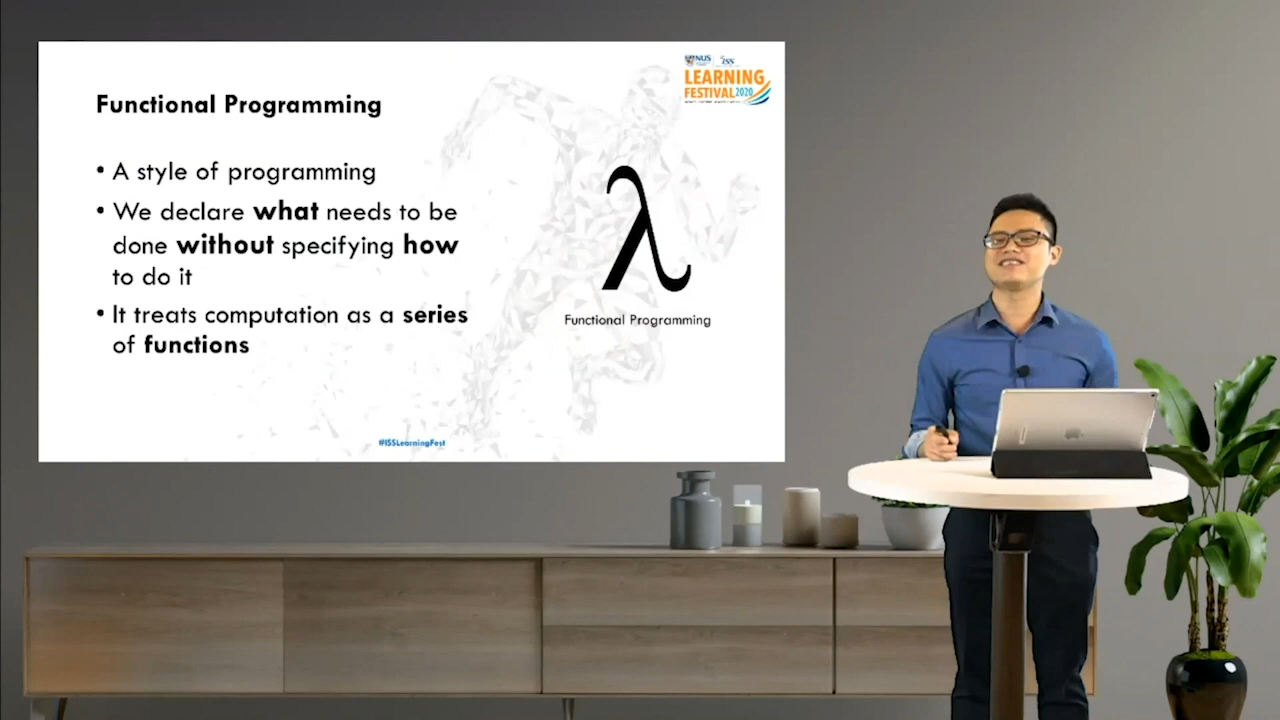 NUS
ISS
LEARNING
FESTIVAL 2020
Functional Programming
• A style of programming
• We declare what needs to be
done without specifying how
to do it
• It treats computation as a series
of functions
λ
Functional Programming
#ISSLearningFest